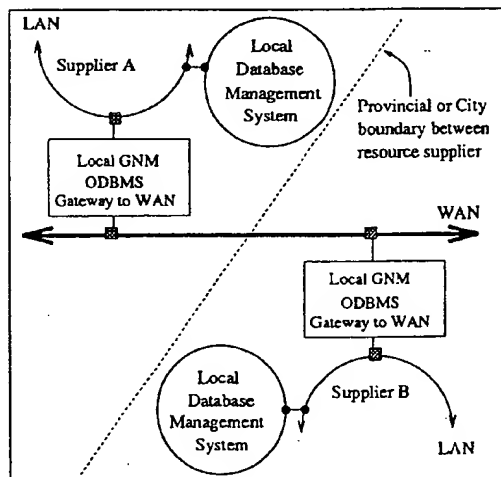 LAN
Supplier A
Local
Database
Management
System
Provincial or City
boundary between
resource supplier
Local GNM
ODBMS
Gateway to WAN
WAN
Local GNM
ODBMS
Gateway to WAN
Local
Database
Management
System
Supplier B
LAN